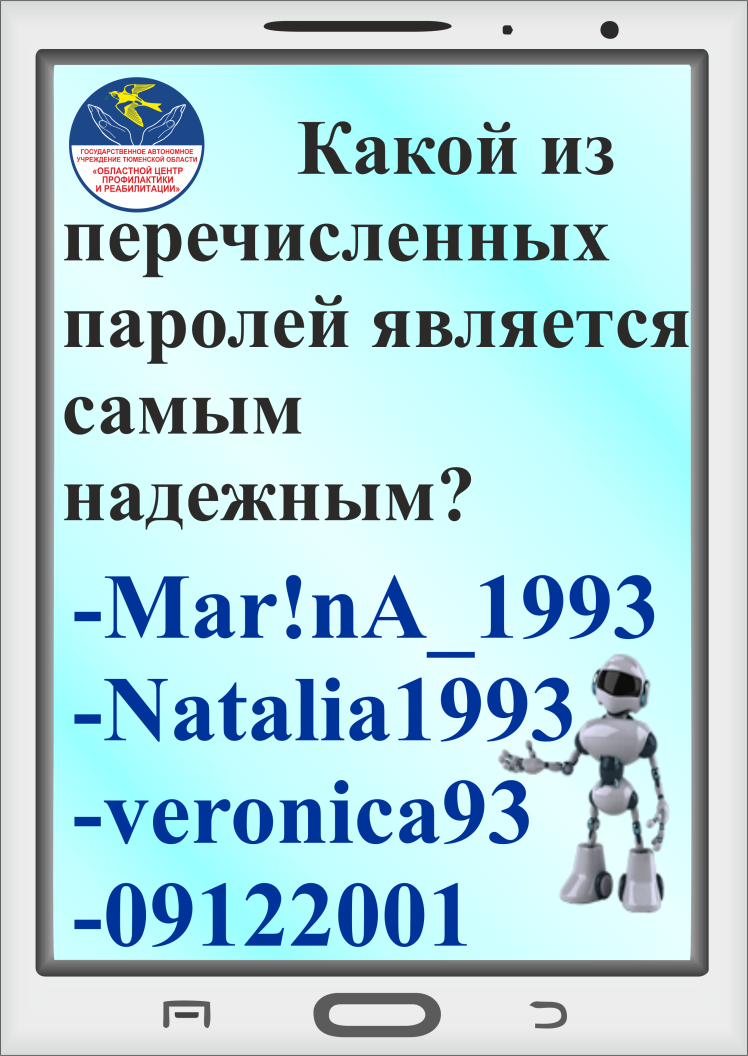 ГОСУДАРСТВЕННОЕ АВТОНОМНОЕ
УЧРЕЖДЕНИЕ ТЮМЕНСКОЙ ОБЛАСТИ
«ОБЛАСТНОЙ ЦЕНТР
ПРОФИЛАКТИКИ
И РЕАБИЛИТАЦИИ»
Какой из
перечисленных
паролей является
самым
надежным?
-Mar!nA_1993
-Natalia1993
-veronica93
-09122001